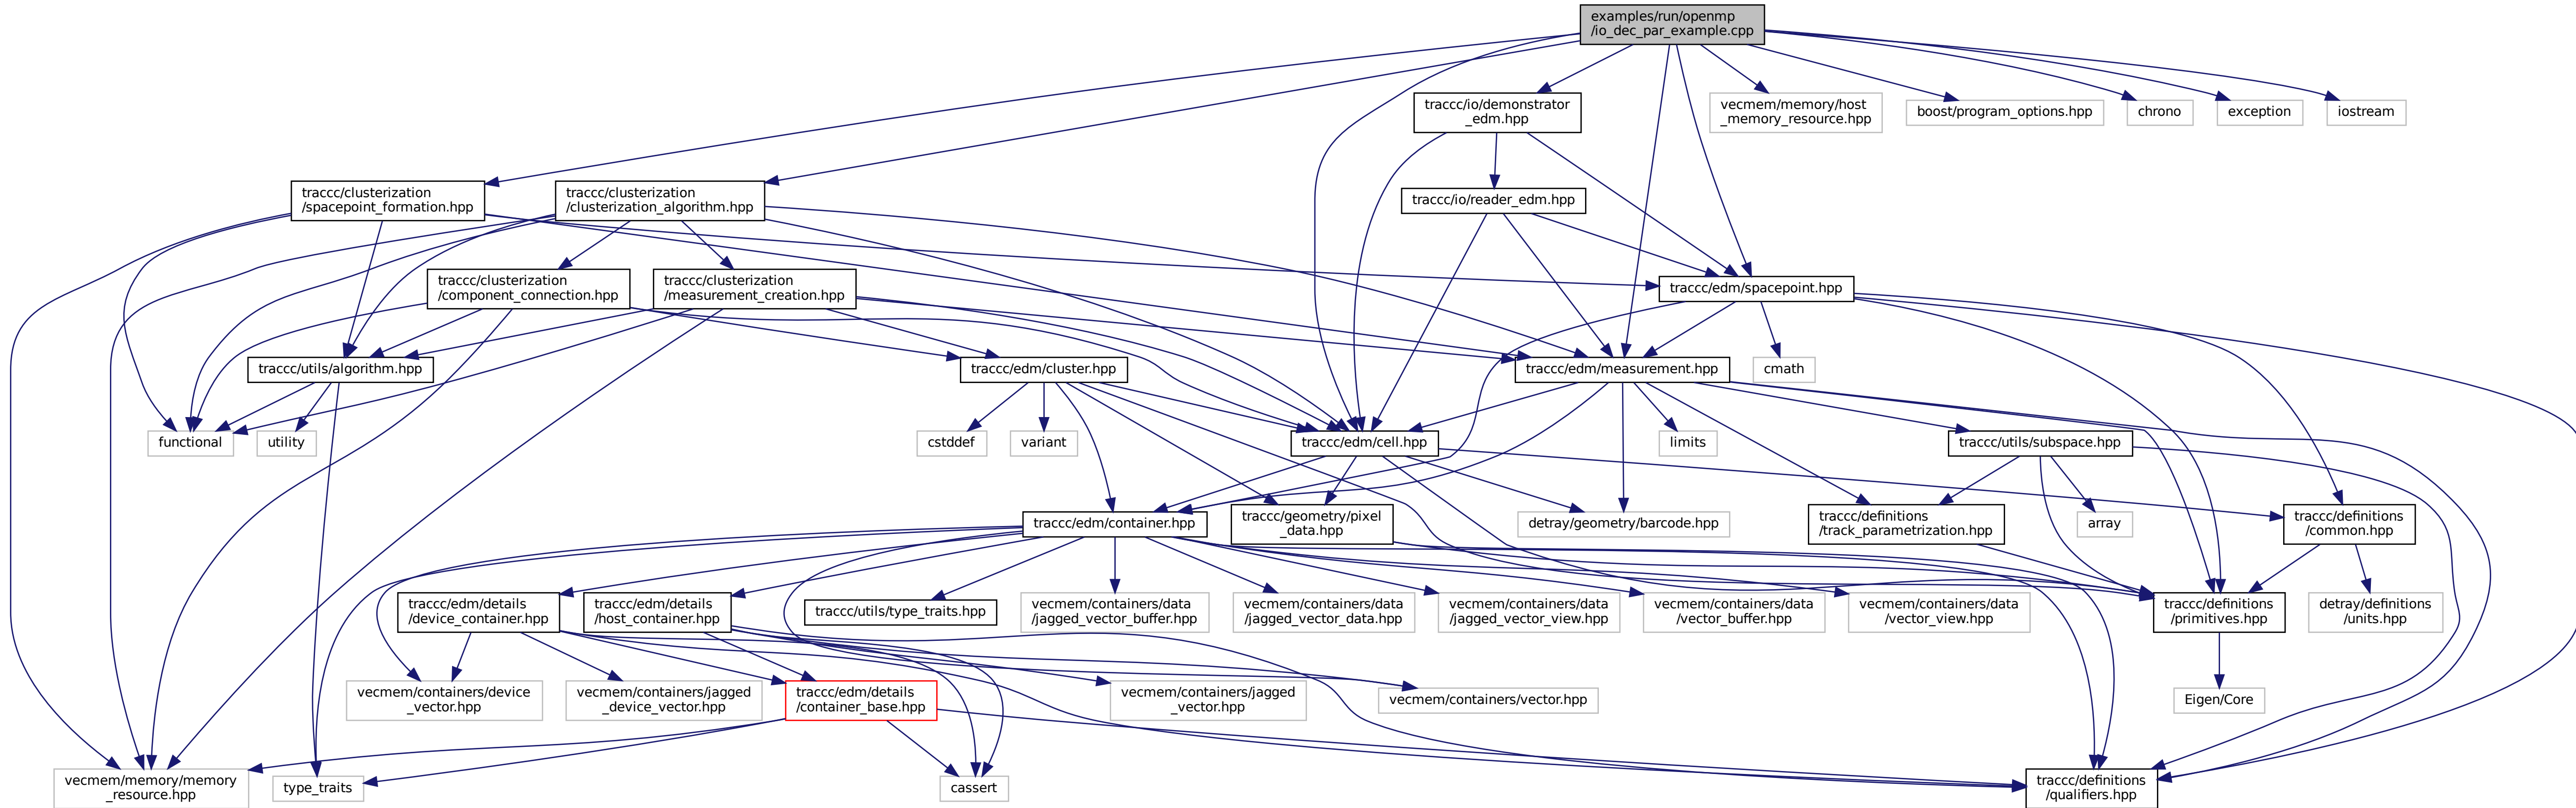 examples/run/openmp
/io_dec_par_example.cpp
traccc/io/demonstrator
_edm.hpp
vecmem/memory/host
_memory_resource.hpp
boost/program_options.hpp
chrono
exception
iostream
traccc/clusterization
/spacepoint_formation.hpp
traccc/clusterization
/clusterization_algorithm.hpp
traccc/io/reader_edm.hpp
traccc/clusterization
/component_connection.hpp
traccc/clusterization
/measurement_creation.hpp
traccc/edm/spacepoint.hpp
traccc/utils/algorithm.hpp
traccc/edm/cluster.hpp
traccc/edm/measurement.hpp
cmath
functional
utility
cstddef
variant
traccc/edm/cell.hpp
limits
traccc/utils/subspace.hpp
traccc/edm/container.hpp
traccc/geometry/pixel
_data.hpp
detray/geometry/barcode.hpp
traccc/definitions
/track_parametrization.hpp
array
traccc/definitions
/common.hpp
traccc/edm/details
/device_container.hpp
traccc/edm/details
/host_container.hpp
traccc/utils/type_traits.hpp
vecmem/containers/data
/jagged_vector_buffer.hpp
vecmem/containers/data
/jagged_vector_data.hpp
vecmem/containers/data
/jagged_vector_view.hpp
vecmem/containers/data
/vector_buffer.hpp
vecmem/containers/data
/vector_view.hpp
traccc/definitions
/primitives.hpp
detray/definitions
/units.hpp
vecmem/containers/device
_vector.hpp
vecmem/containers/jagged
_device_vector.hpp
traccc/edm/details
/container_base.hpp
vecmem/containers/jagged
_vector.hpp
vecmem/containers/vector.hpp
Eigen/Core
vecmem/memory/memory
_resource.hpp
type_traits
cassert
traccc/definitions
/qualifiers.hpp